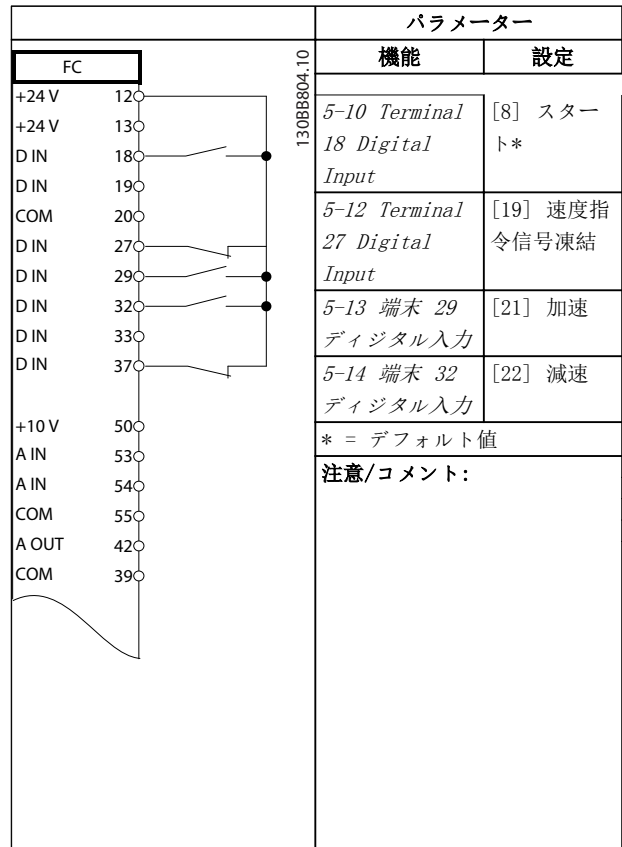 パラメーター
機能 設定
FC
130BB804.10
+24 V 12
+24 V 13
D IN 18
D IN 19
COM 20
D IN 27
D IN 29
D IN 32
D IN 33
D IN 37
+10 V 50
A IN 53
A IN 54
COM 55
A OUT 42
COM 39
5-10 Terminal
18 Digital
Input
[8] スター
ト*
5-12 Terminal
27 Digital
Input
[19] 速度指
令信号凍結
5-13 端末 29
ディジタル入力
[21] 加速
5-14 端末 32
ディジタル入力
[22] 減速
* = デフォルト値
注意/コメント: